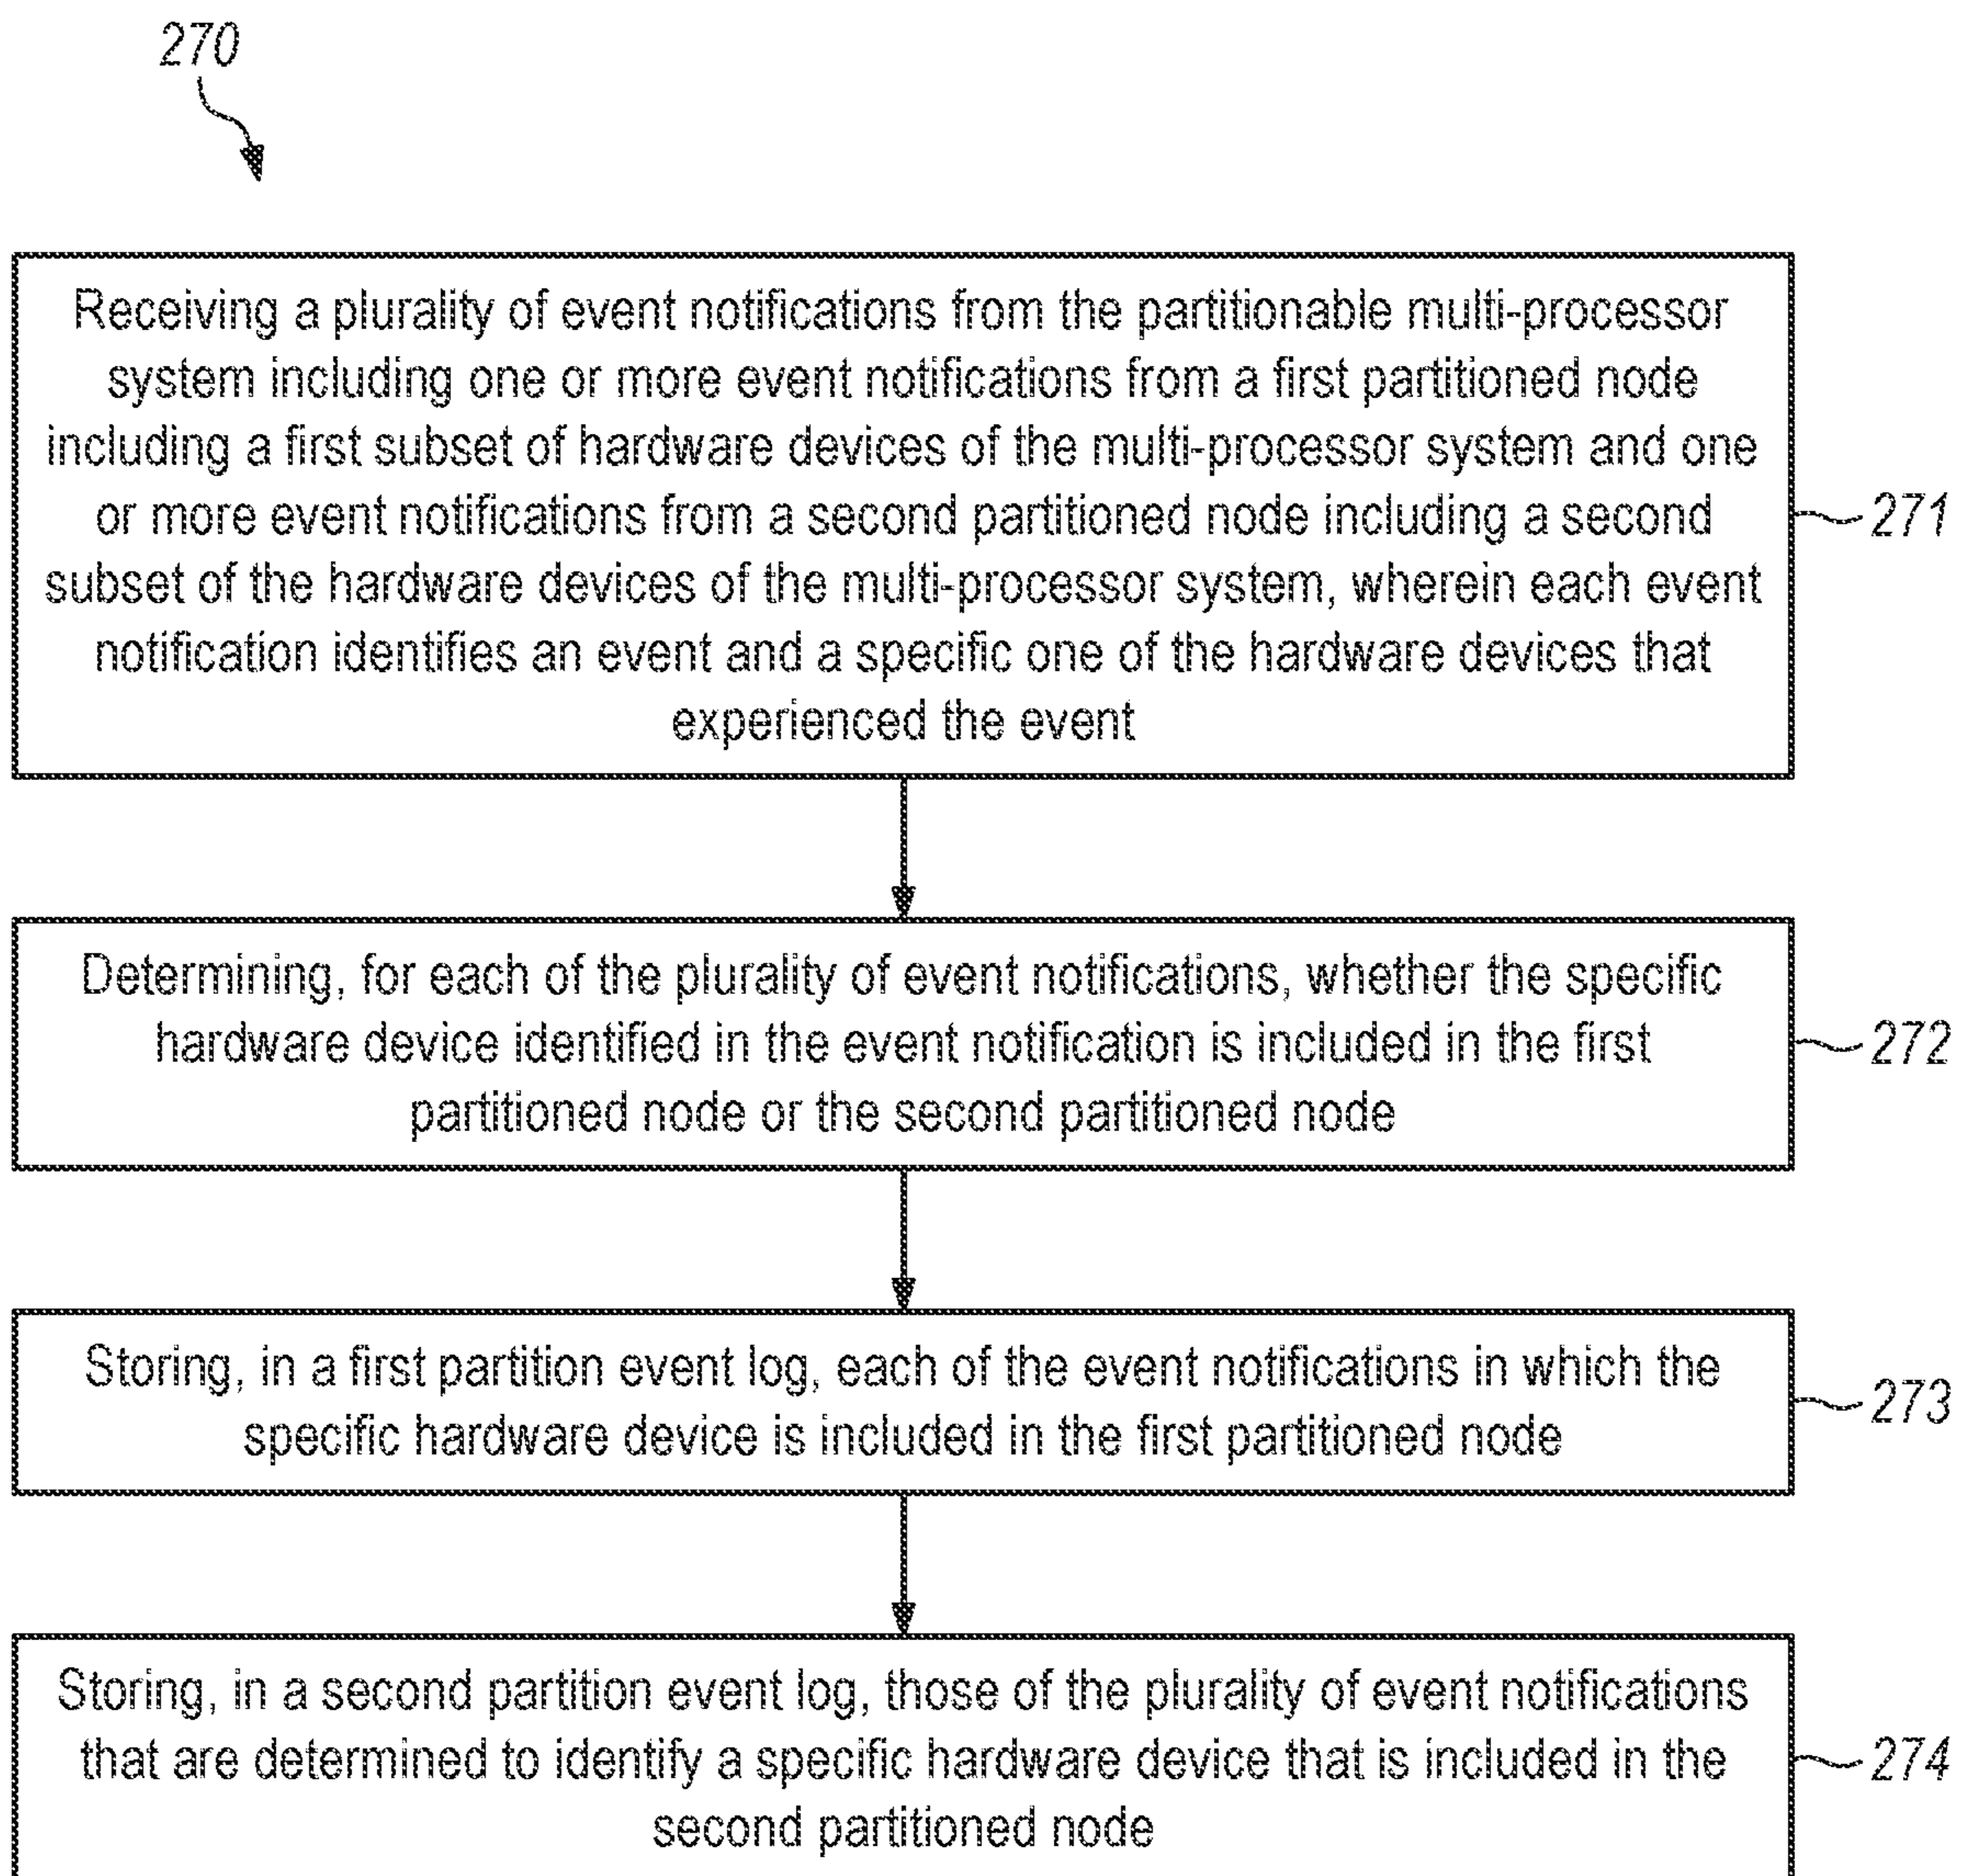 270
Receiving a plurality of event notifications from the partitionable multi-processor
system including one or more event notifications from a first partitioned node
including a first subset of hardware devices of the multi-processor system and one
or more event notifications from a second partitioned node including a second
subset of the hardware devices of the multi-processor system, wherein each event
notification identifies an event and a specific one of the hardware devices that
experienced the event
271
Determining, for each of the plurality of event notifications, whether the specific
hardware device identified in the event notification is included in the first
partitioned node or the second partitioned node
272
Storing, in a first partition event log, each of the event notifications in which the
specific hardware device is included in the first partitioned node
273
Storing, in a second partition event log, those of the plurality of event notifications
that are determined to identify a specific hardware device that is included in the
second partitioned node
274